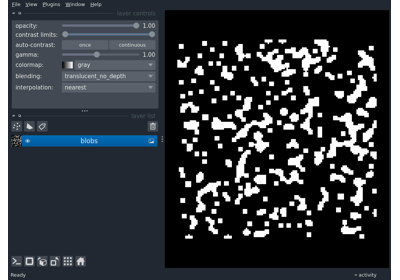 File View Plugins Window Help
layer controls
opacity: 1.00
contrast limits:
auto-contrast: once continuous
gamma: 1.00
colormap: gray
blending: translucent_no_depth
interpolation: nearest
layer list
blobs
Ready activity